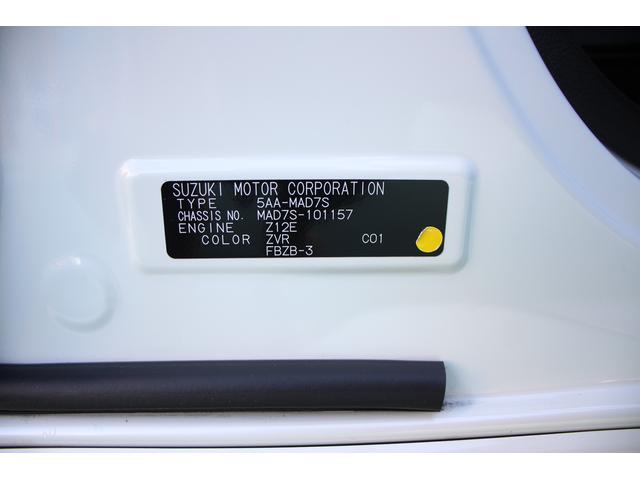 SUZUKI MOTOR CORPORATION
TYPE 5AA-MAD7S
CHASSIS NO. MAD7S-101157
ENGINE Z12E
COLOR ZVR C01
FBZB-3